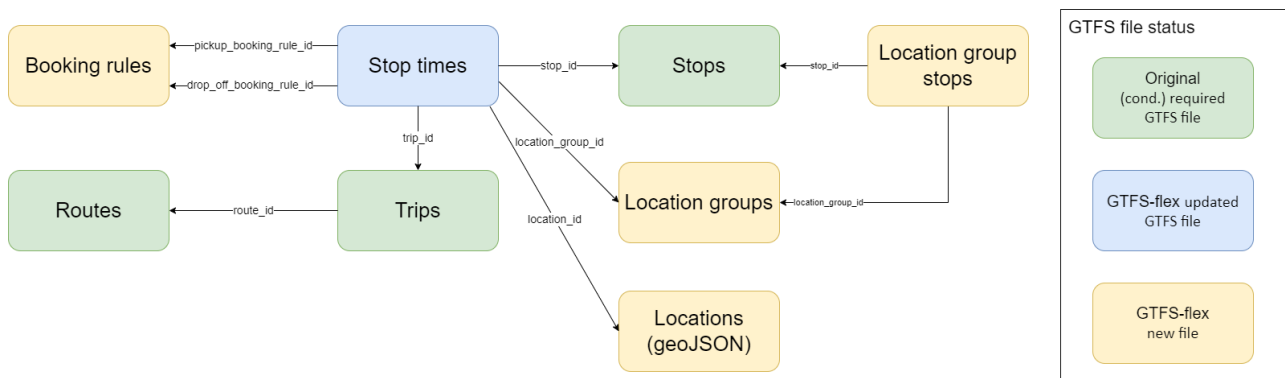 GTFS file status
pickup_booking_rule_id
Booking rules
Stop times
stop_id
Stops
stop_id
Location group
stops
drop_off_booking_rule_id
Original
(cond.) required
GTFS file
trip_id
location_group_id
Routes
route_id
Trips
location_id
Location groups
location_group_id
GTFS-flex updated
GTFS file
Locations
(geoJSON)
GTFS-flex
new file